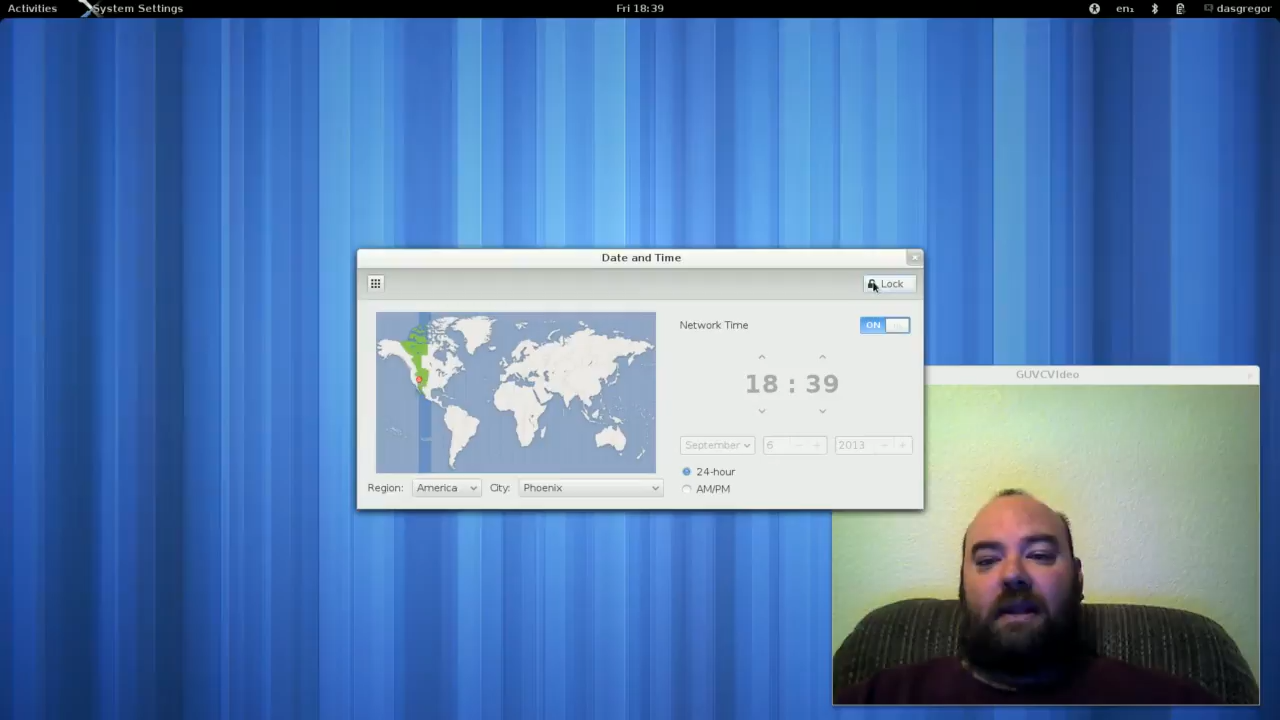 Activities System Settings Fri 18:39 en₁ dasgregor
Date and Time
Lock
Network Time ON
18 : 39
September 6 2013
24-hour
AM/PM
Region: America City: Phoenix
GUVCVIdeo